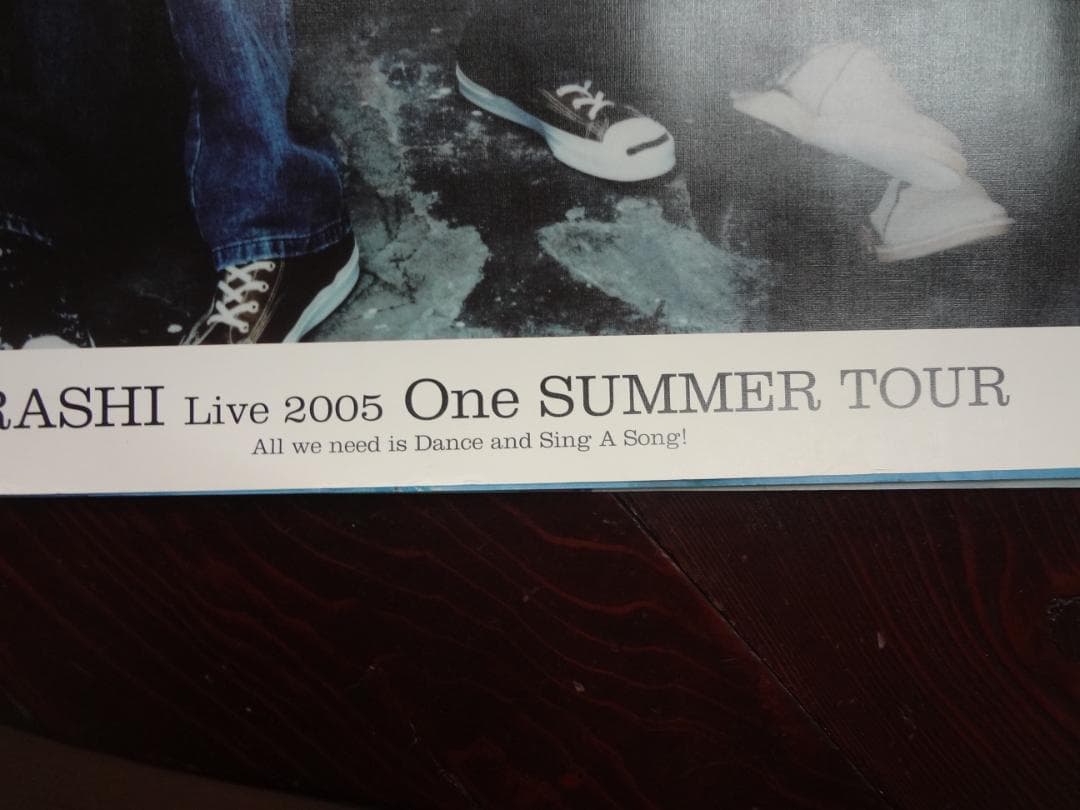 RASHI Live 2005 One SUMMER TOUR
All we need is Dance and Sing A Song!